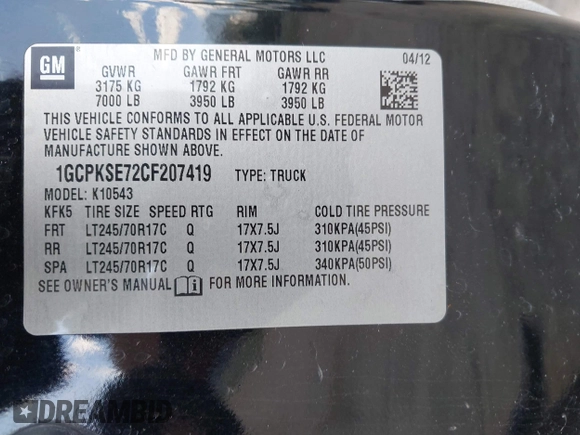 GM
MFD BY GENERAL MOTORS LLC 04/12
GVWR GAWR FRT GAWR RR
3175 KG 1792 KG 1792 KG
7000 LB 3950 LB 3950 LB
THIS VEHICLE CONFORMS TO ALL APPLICABLE U.S. FEDERAL MOTOR
VEHICLE SAFETY STANDARDS IN EFFECT ON THE DATE OF
MANUFACTURE SHOWN ABOVE.
1GCPKSE72CF207419 TYPE: TRUCK
MODEL: K10543
KFK5 TIRE SIZE SPEED RTG RIM COLD TIRE PRESSURE
FRT LT245/70R17C Q 17X7.5J 310KPA(45PSI)
RR LT245/70R17C Q 17X7.5J 310KPA(45PSI)
SPA LT245/70R17C Q 17X7.5J 340KPA(50PSI)
SEE OWNER'S MANUAL FOR MORE INFORMATION.
DREAMBID